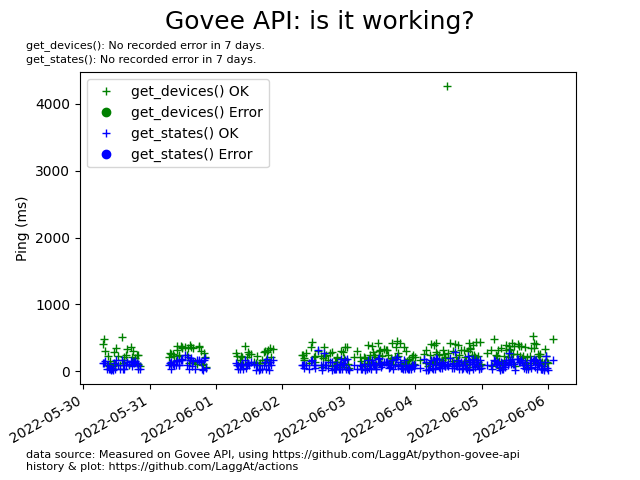 Govee API: is it working?
get_devices(): No recorded error in 7 days.
get_states(): No recorded error in 7 days.
get_devices() OK
get_devices() Error
get_states() OK
get_states() Error
Ping (ms)
4000
3000
2000
1000
0
2022-05-30
2022-05-31
2022-06-01
2022-06-02
2022-06-03
2022-06-04
2022-06-05
2022-06-06
data source: Measured on Govee API, using https://github.com/LaggAt/python-govee-api
history & plot: https://github.com/LaggAt/actions